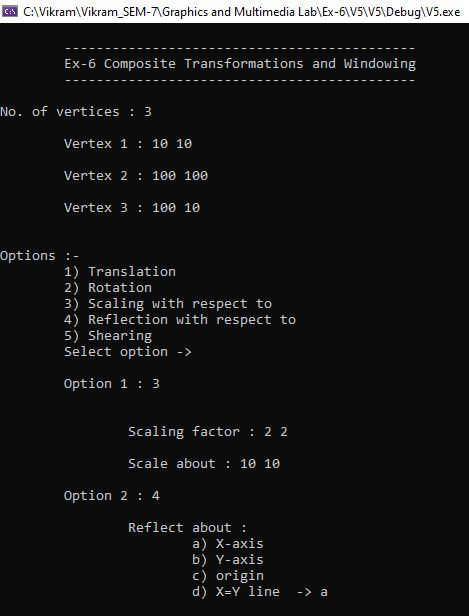 C:\Vikram\Vikram_SEM-7\Graphics and Multimedia Lab\Ex-6\V5\V5\Debug\V5.exe
--------------------------------------------
Ex-6 Composite Transformations and Windowing
--------------------------------------------
No. of vertices : 3
Vertex 1 : 10 10
Vertex 2 : 100 100
Vertex 3 : 100 10
Options :-
1) Translation
2) Rotation
3) Scaling with respect to
4) Reflection with respect to
5) Shearing
Select option ->
Option 1 : 3
Scaling factor : 2 2
Scale about : 10 10
Option 2 : 4
Reflect about :
a) X-axis
b) Y-axis
c) origin
d) X=Y line  -> a